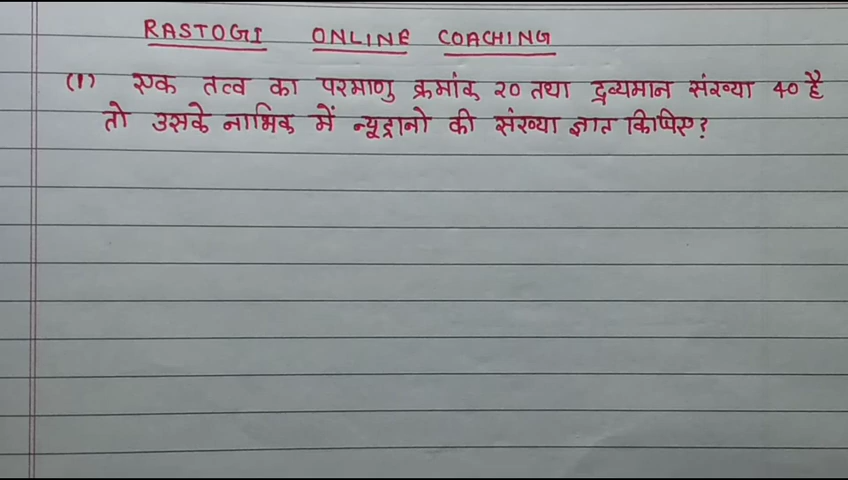 RASTOGI ONLINE COACHING
(1) एक तत्व का परमाणु क्रमांक २० तथा द्रव्यमान संख्या 40 है
तो उसके नाभिक में न्यूट्रानो की संख्या ज्ञात किजिए?